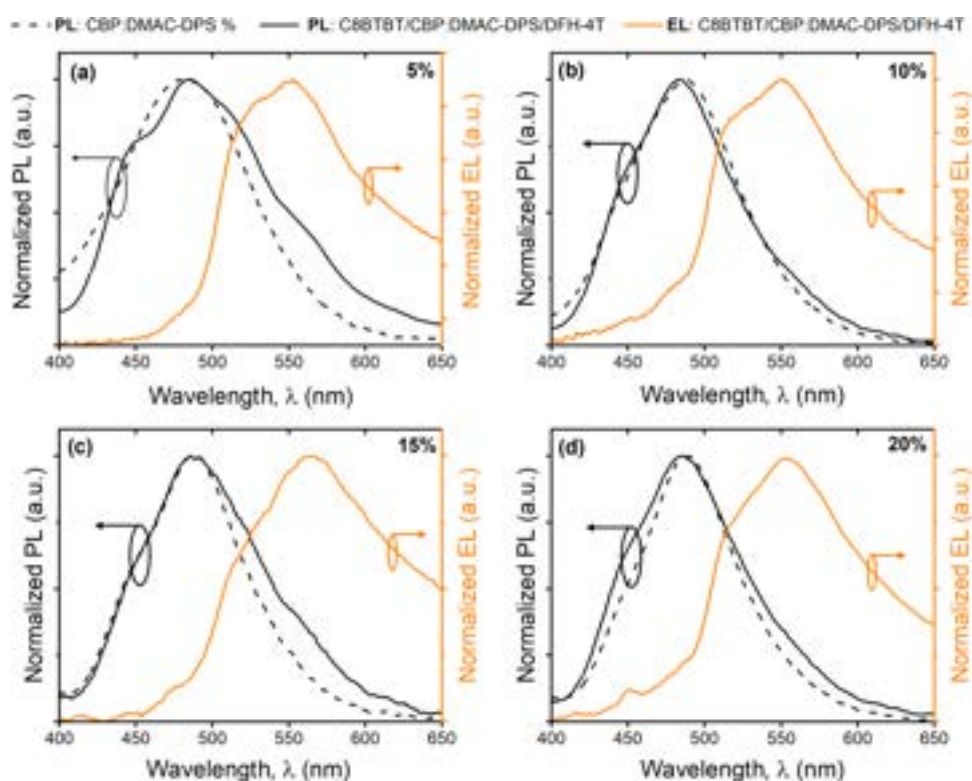 PL: CBP:DMAC-DPS % PL: C8BTBT/CBP:DMAC-DPS/DFH-4T EL: C8BTBT/CBP:DMAC-DPS/DFH-4T
(a) 5%
Normalized PL (a.u.)
Normalized EL (a.u.)
400 450 500 550 600 650
Wavelength, λ (nm)
(b) 10%
Normalized PL (a.u.)
Normalized EL (a.u.)
400 450 500 550 600 650
Wavelength, λ (nm)
(c) 15%
Normalized PL (a.u.)
Normalized EL (a.u.)
400 450 500 550 600 650
Wavelength, λ (nm)
(d) 20%
Normalized PL (a.u.)
Normalized EL (a.u.)
400 450 500 550 600 650
Wavelength, λ (nm)